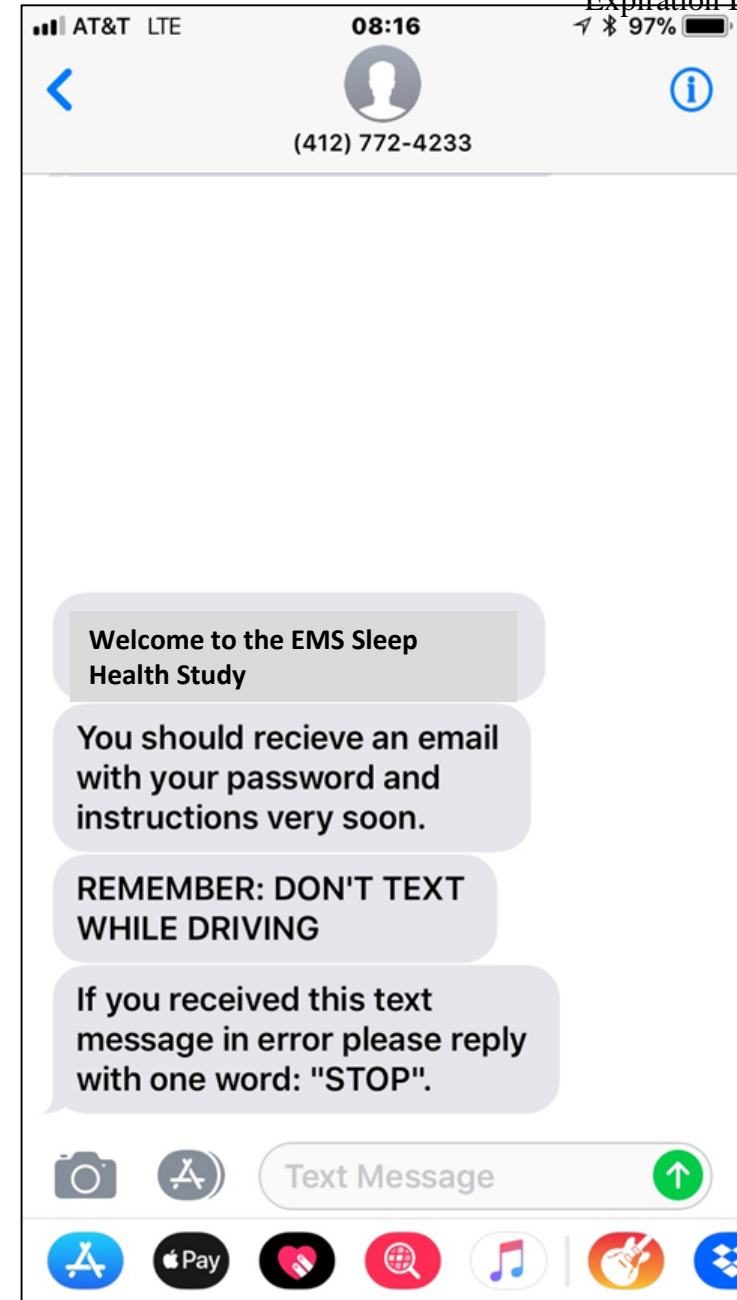 Expiration
AT&T LTE 08:16 97%
(412) 772-4233
Welcome to the EMS Sleep
Health Study
You should recieve an email
with your password and
instructions very soon.
REMEMBER: DON'T TEXT
WHILE DRIVING
If you received this text
message in error please reply
with one word: "STOP".
Text Message
Pay